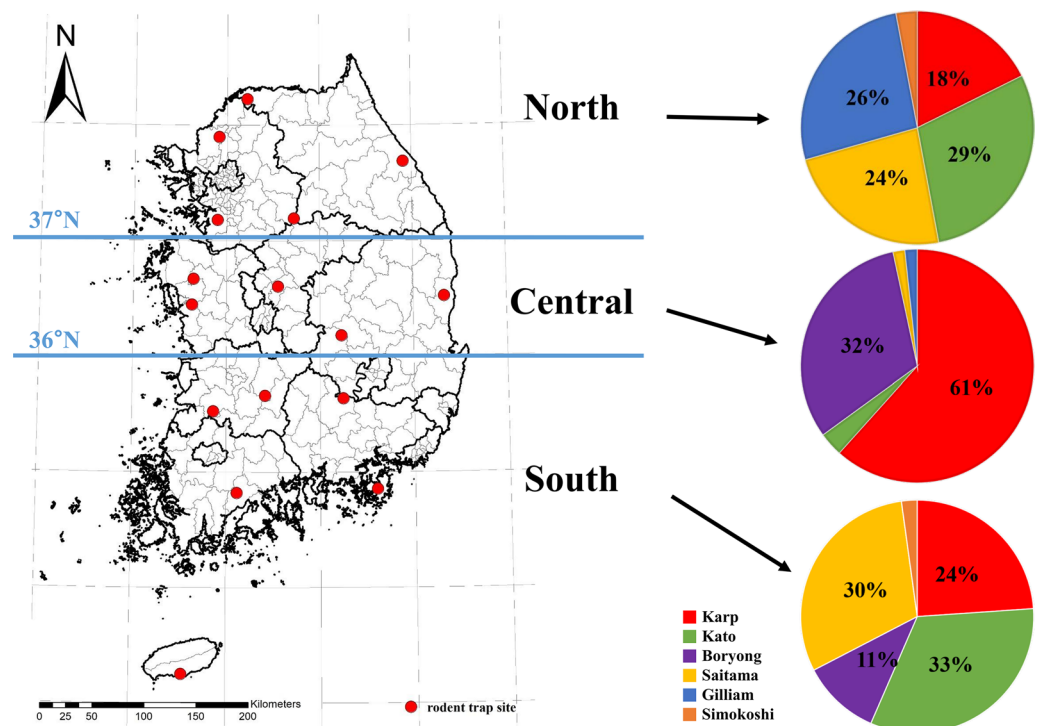 N
North
37°N
Central
36°N
South
18%
29%
24%
26%
61%
32%
24%
33%
11%
30%
Karp
Kato
Boryong
Saitama
Gilliam
Simokoshi
rodent trap site
Kilometers
0 25 50 100 150 200